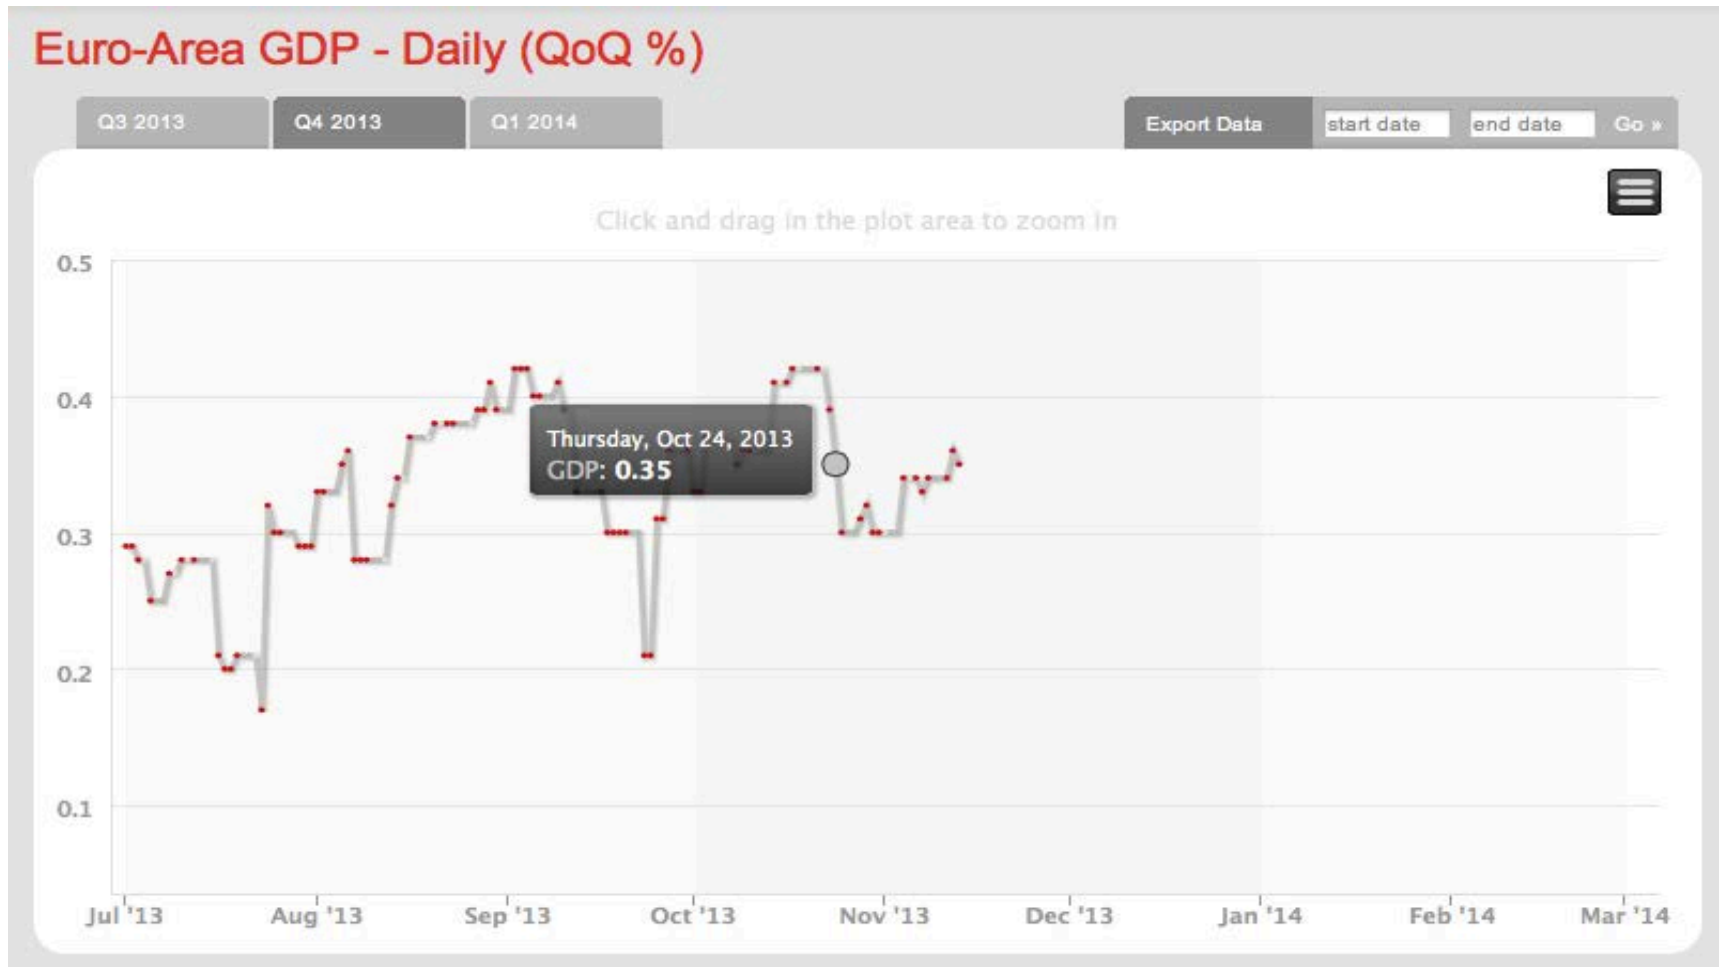 Euro-Area GDP - Daily (QoQ %)
Q3 2013 Q4 2013 Q1 2014 Export Data start date end date Go »
Click and drag in the plot area to zoom in
0.5
0.4
Thursday, Oct 24, 2013
GDP: 0.35
0.3
0.2
0.1
Jul '13 Aug '13 Sep '13 Oct '13 Nov '13 Dec '13 Jan '14 Feb '14 Mar '14